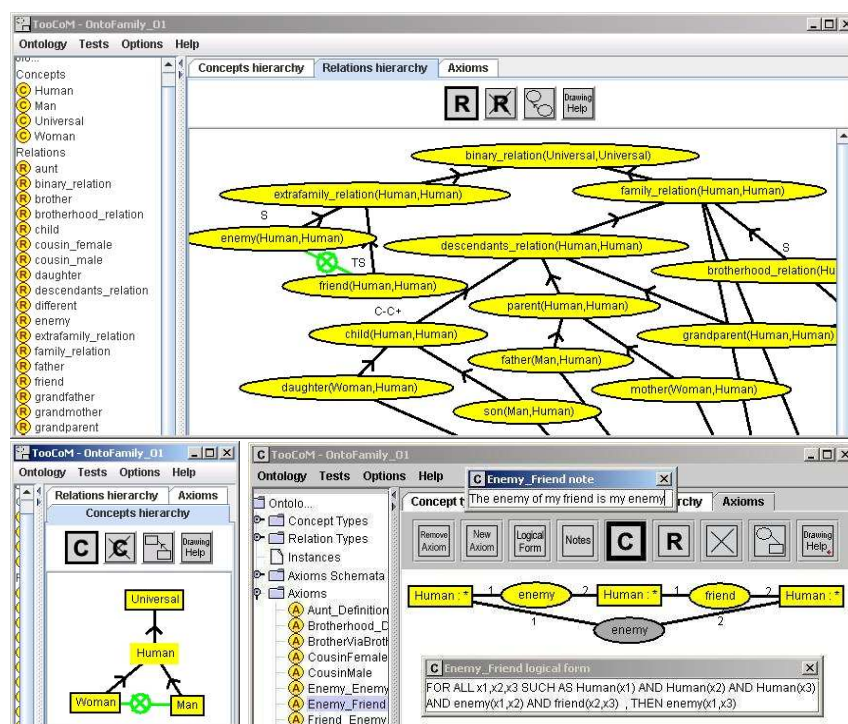 TooCoM - OntoFamily_01
Ontology Tests Options Help
Concepts
Human
Man
Universal
Woman
Relations
aunt
binary_relation
brother
brotherhood_relation
child
cousin_female
cousin_male
daughter
descendants_relation
different
enemy
extrafamily_relation
family_relation
father
friend
grandfather
grandmother
grandparent
Concepts hierarchy Relations hierarchy Axioms
R R Drawing Help
binary_relation(Universal,Universal)
extrafamily_relation(Human,Human) family_relation(Human,Human)
S
enemy(Human,Human) descendants_relation(Human,Human) S
TS brotherhood_relation(Hu
friend(Human,Human)
C-C+ parent(Human,Human)
child(Human,Human) grandparent(Human,Human)
father(Man,Human)
daughter(Woman,Human) mother(Woman,Human)
son(Man,Human)
TooCoM - OntoFamily_01
Ontology Tests Options Help
Relations hierarchy Axioms
Concepts hierarchy
C C Drawing Help
Universal
Human
Woman Man
TooCoM - OntoFamily_01
Ontology Tests Options Help
Enemy_Friend note
The enemy of my friend is my enemy
Ontolo...
Concept Types
Relation Types
Instances
Axioms Schemata
Axioms
Aunt_Definition
Brotherhood_D
BrotherViaBrot
CousinFemale
CousinMale
Enemy_Enemy
Enemy_Friend
Friend_Enemy
Concept t rarchy Axioms
Remove Axiom New Axiom Logical Form Notes C R Drawing Help
Human : * 1 enemy 2 Human : * 1 friend 2 Human : *
1 enemy 2
Enemy_Friend logical form
FOR ALL x1,x2,x3 SUCH AS Human(x1) AND Human(x2) AND Human(x3)
AND enemy(x1,x2) AND friend(x2,x3) , THEN enemy(x1,x3)